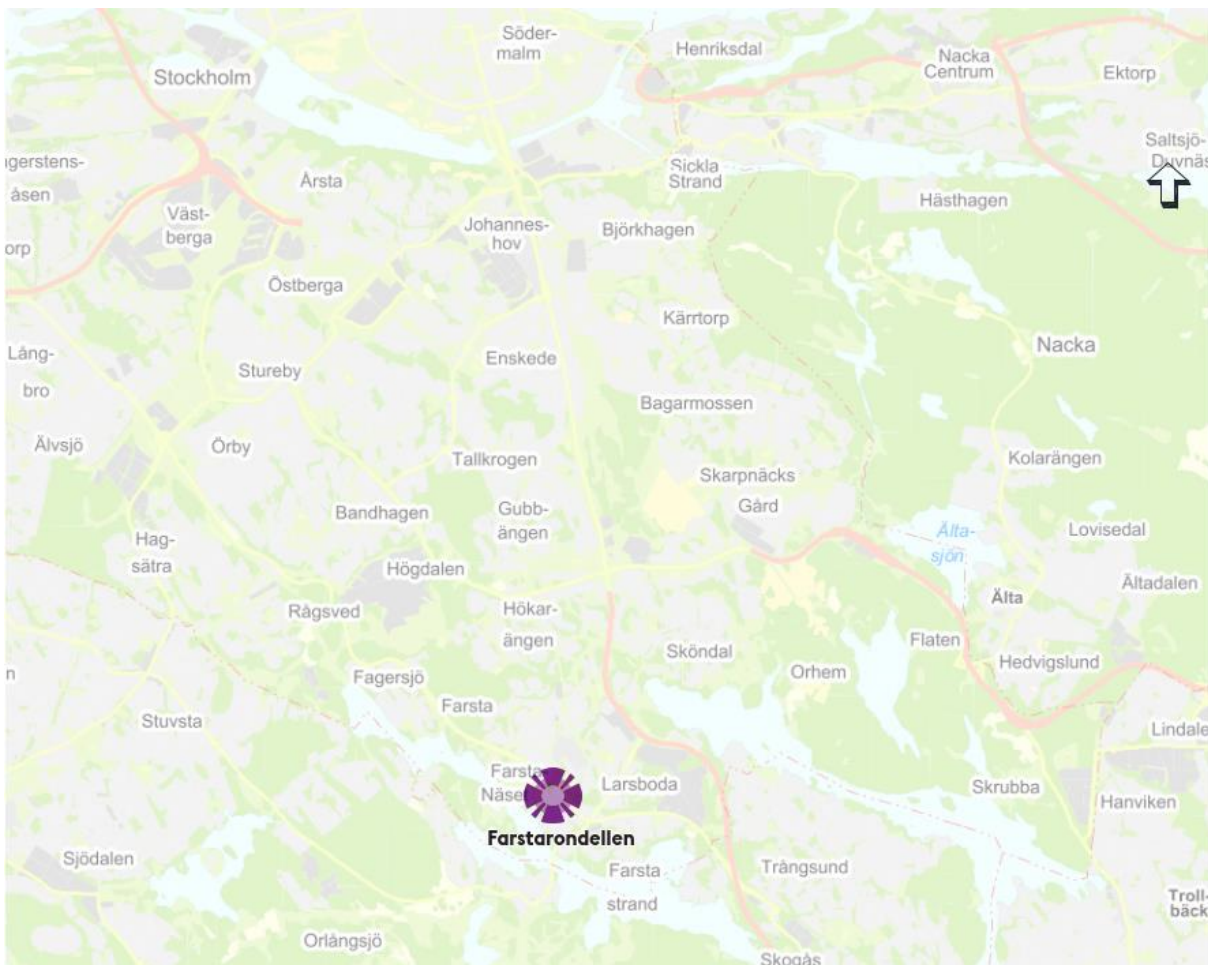 Söder-
malm
Henriksdal
Nacka
Centrum
Ektorp
Stockholm
Saltsjö-
Duvnäs
gerstens-
åsen
Årsta
Sickla
Strand
Hästhagen
Väst-
berga
Johannes-
hov
Björkhagen
orp
Östberga
Kärrtorp
Nacka
Lång-
bro
Stureby
Enskede
Bagarmossen
Älvsjö
Örby
Tallkrogen
Kolarängen
Skarpnäcks
Gård
Bandhagen
Gubb-
ängen
Älta-
sjön
Lovisedal
Hag-
sätra
Högdalen
Ältadalen
Rågsved
Hökar-
ängen
Älta
Flaten
Sköndal
Hedvigslund
Orhem
n
Fagersjö
Farsta
Stuvsta
Lindale
Farsta
Näse
Larsboda
Skrubba
Hanviken
Farstarondellen
Sjödalen
Farsta
strand
Trångsund
Troll-
bäck
Orlångsjö
Skogås